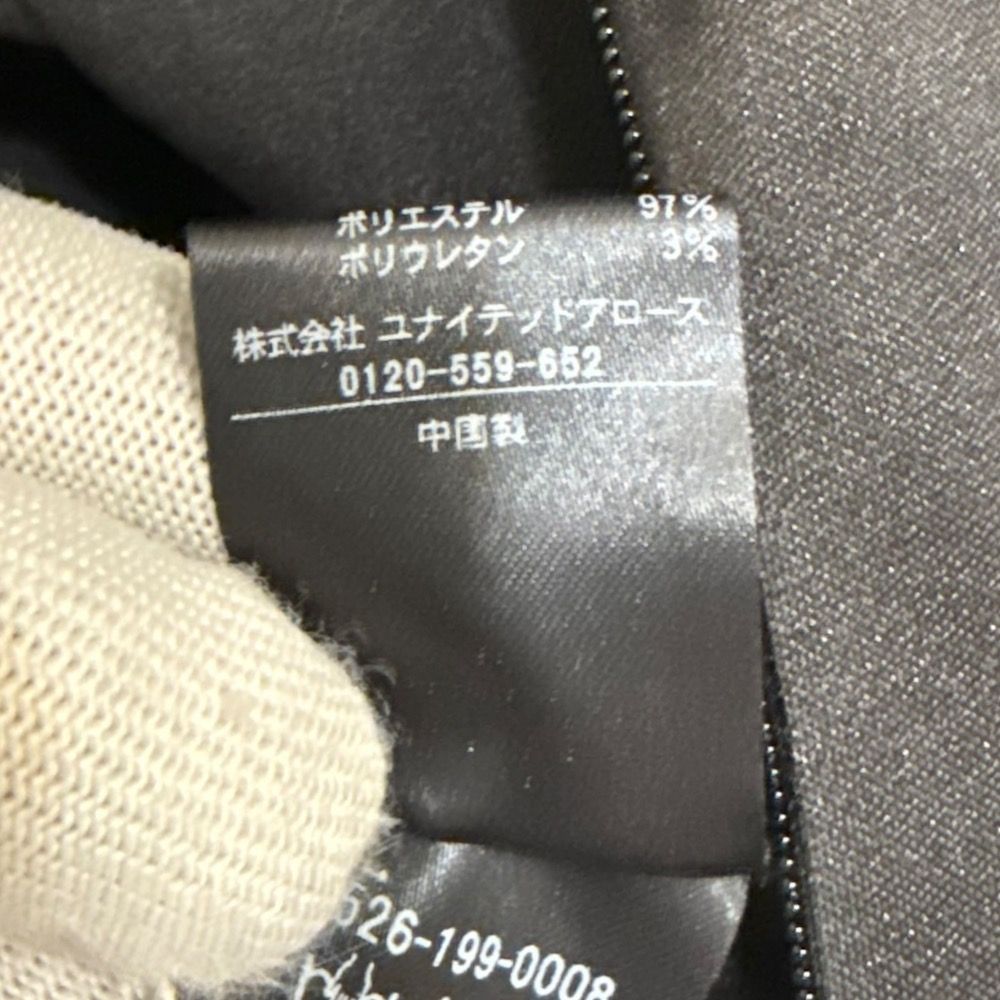 ポリエステル 97%
ポリウレタン 3%
株式会社 ユナイテッドアローズ
0120-559-652
中国製
526-199-0008